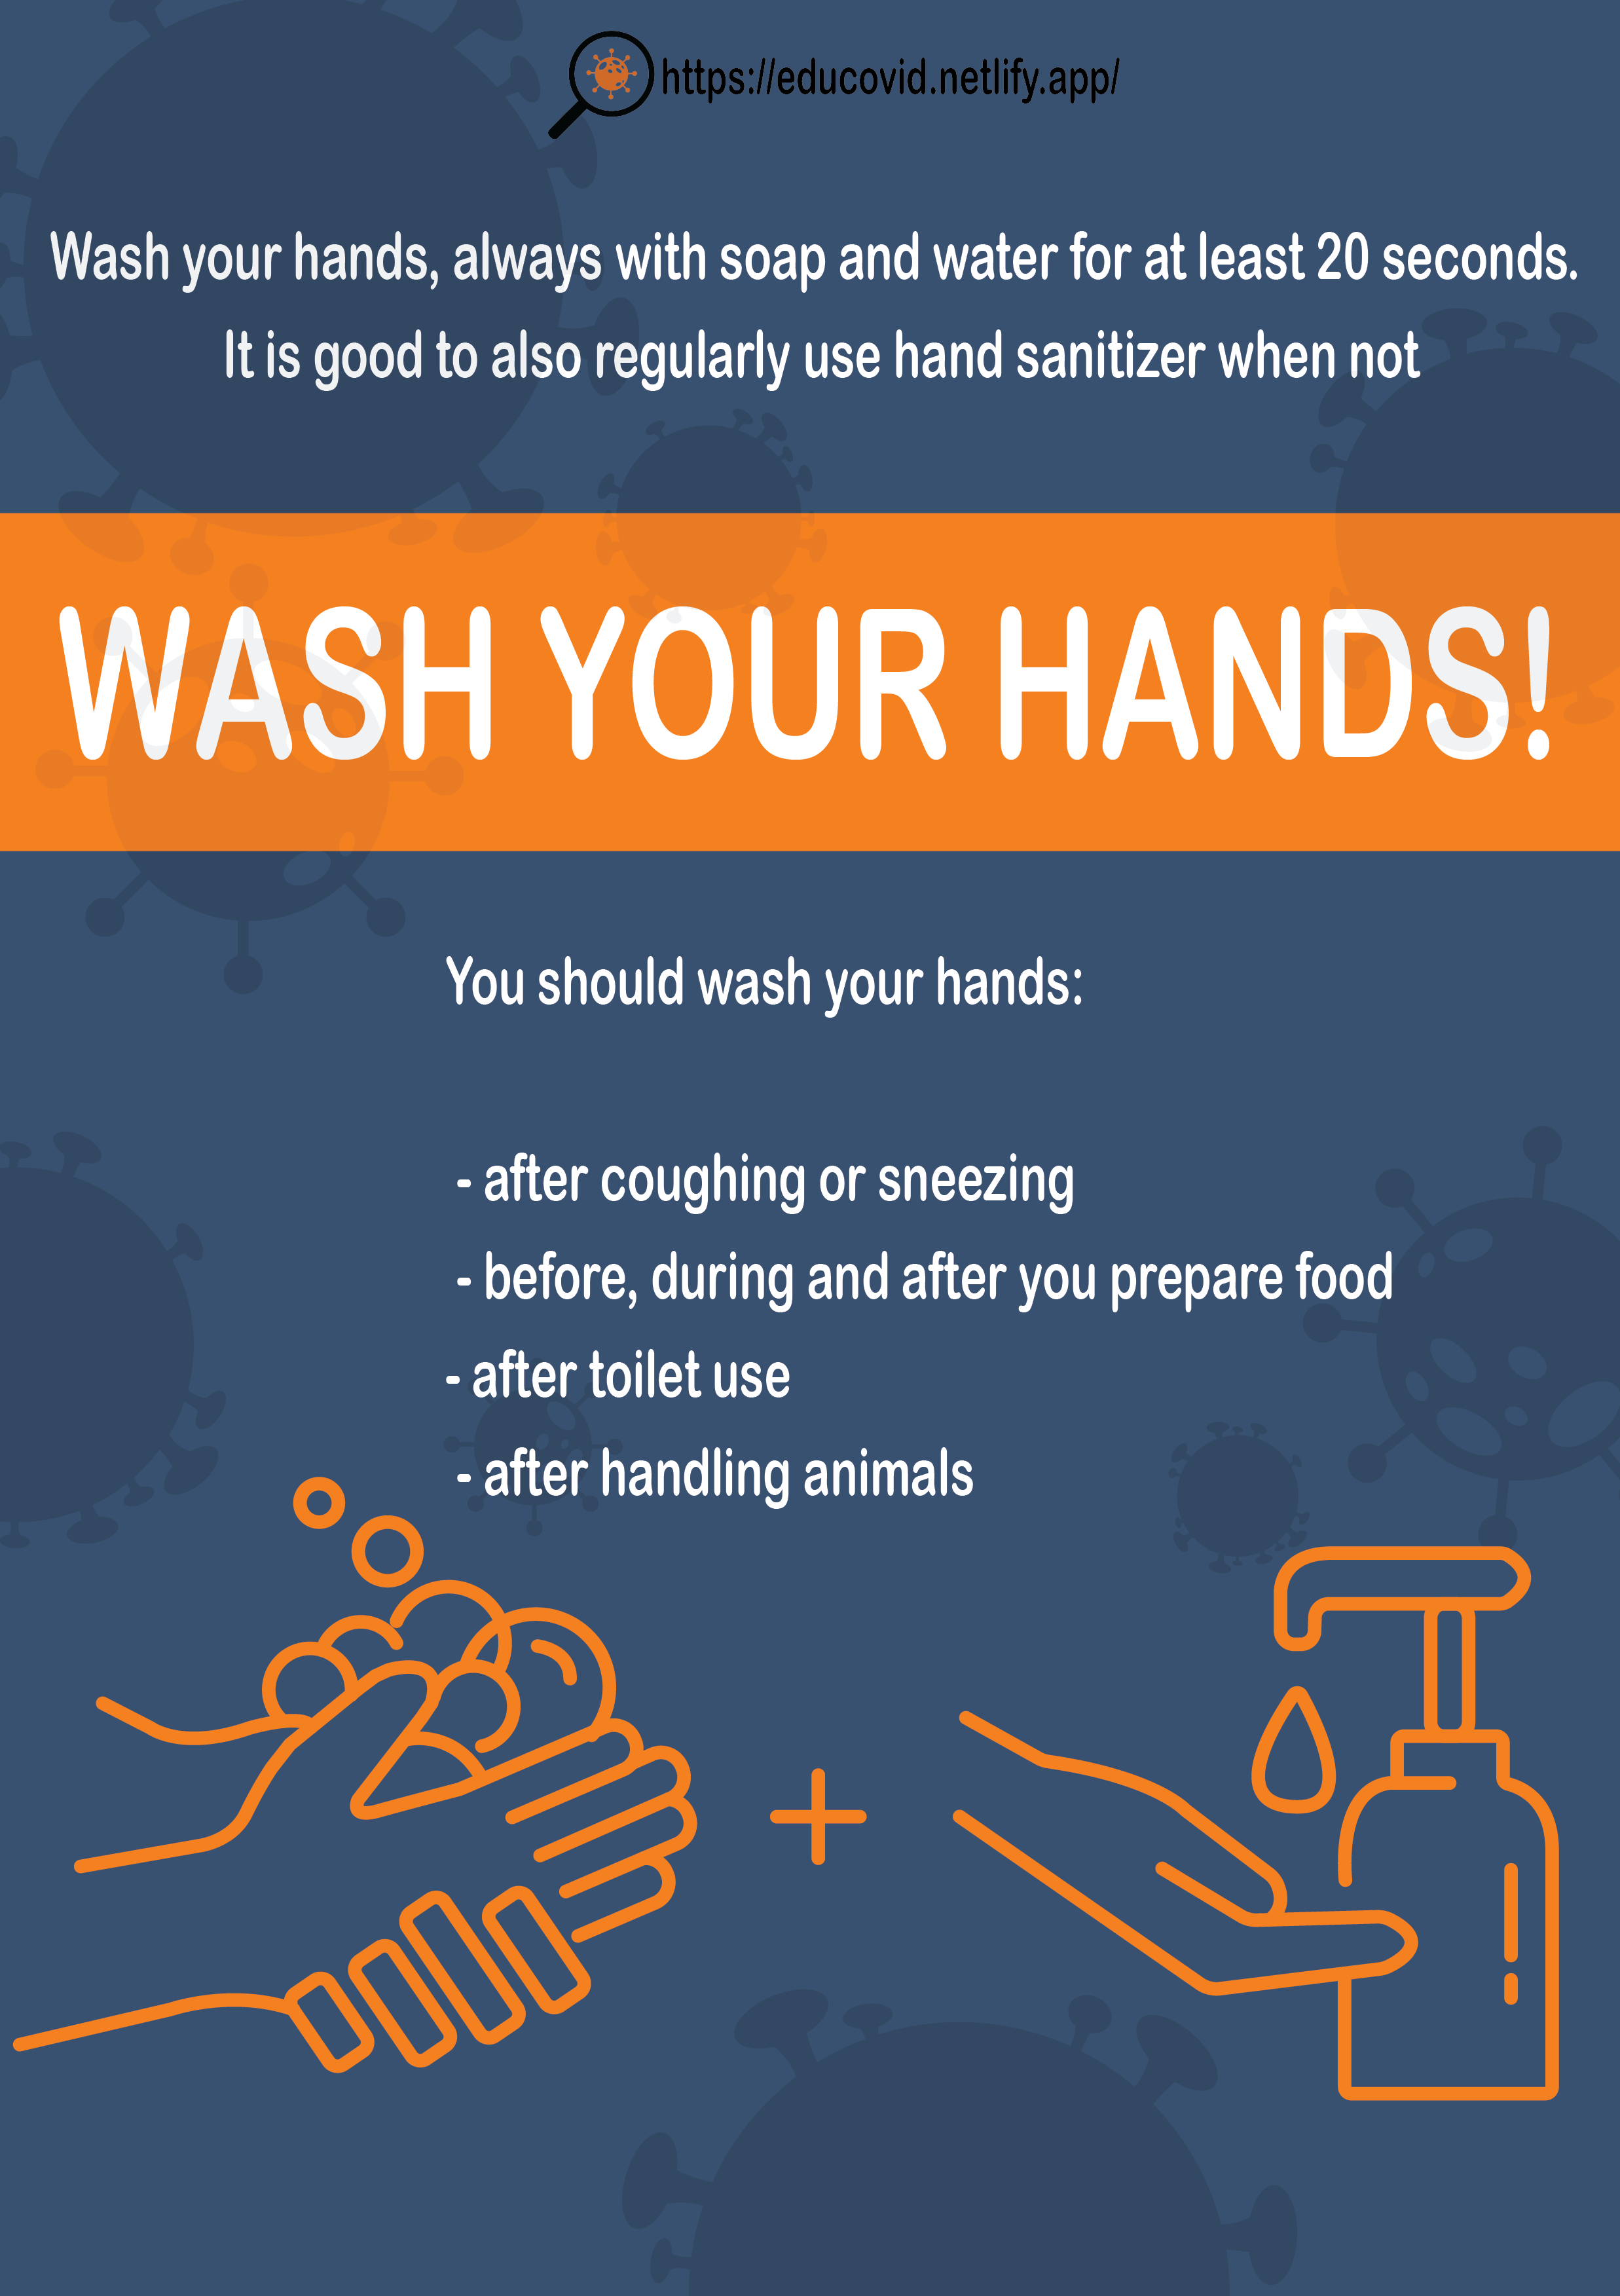 https://educovid.netlify.app/
Wash your hands, always with soap and water for at least 20 seconds.
It is good to also regularly use hand sanitizer when not
WASH YOUR HANDS!
You should wash your hands:
- after coughing or sneezing
- before, during and after you prepare food
- after toilet use
- after handling animals